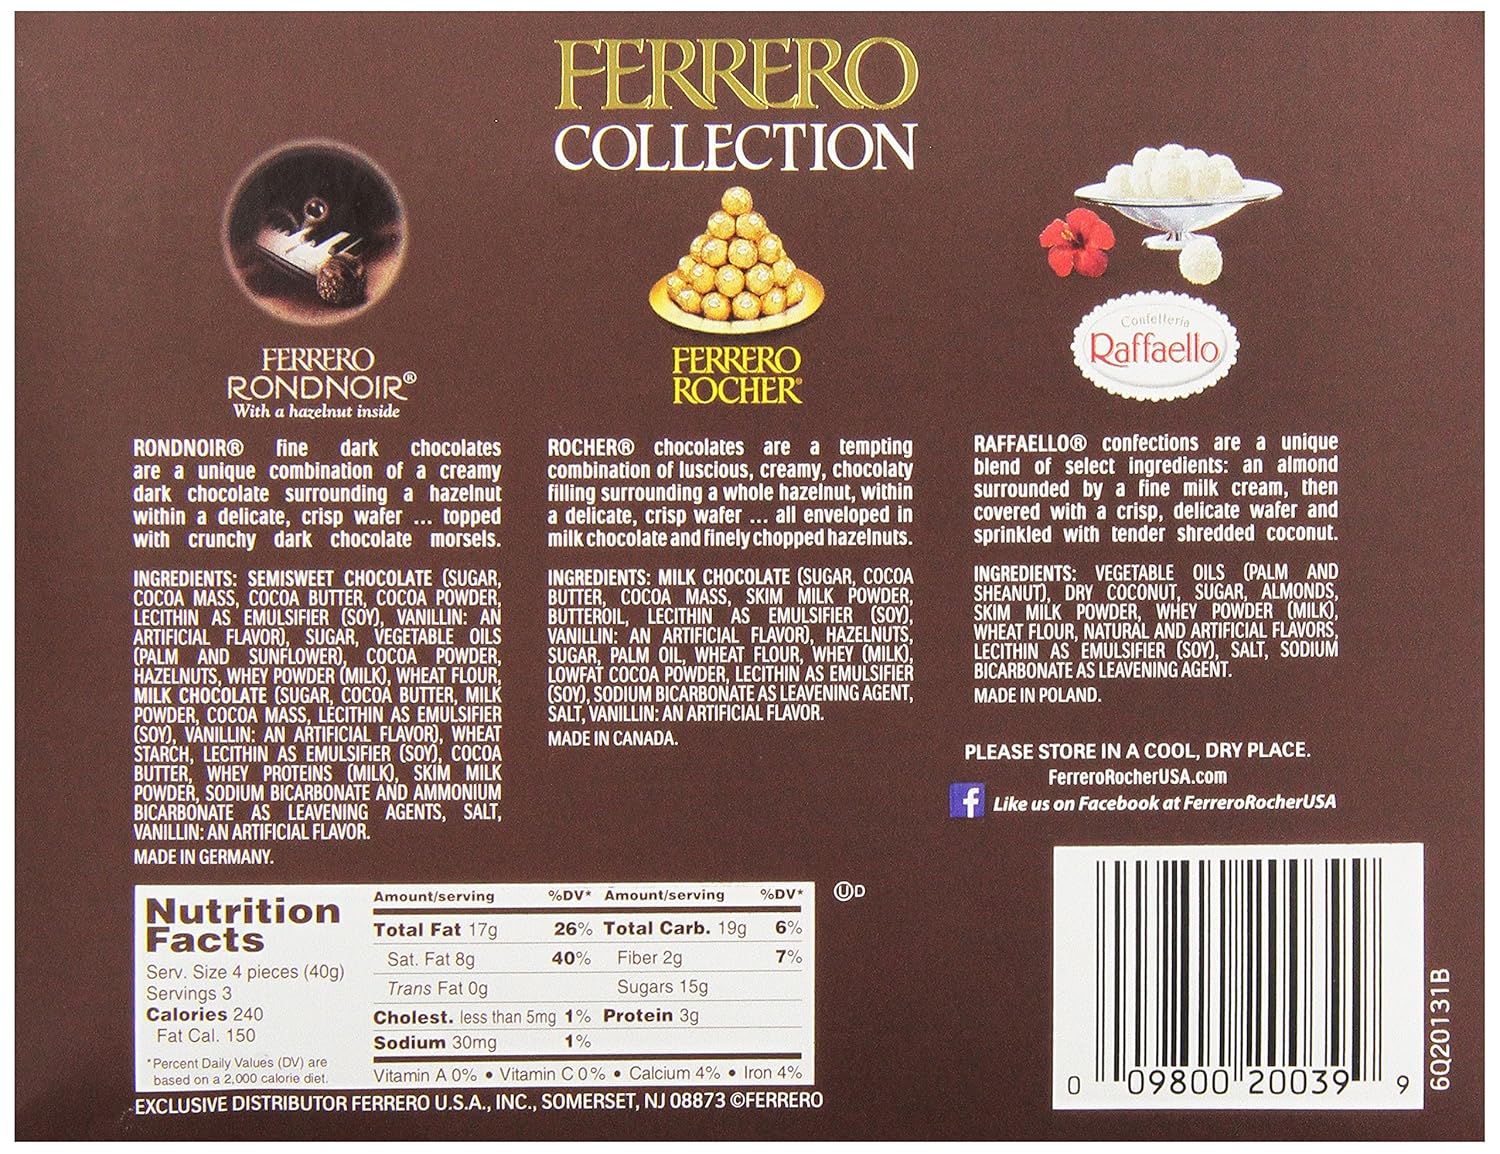 FERRERO
COLLECTION
FERRERO
RONDNOIR®
With a hazelnut inside
RONDNOIR® fine dark chocolates
are a unique combination of a creamy
dark chocolate surrounding a hazelnut
within a delicate, crisp wafer ... topped
with crunchy dark chocolate morsels.
INGREDIENTS: SEMISWEET CHOCOLATE (SUGAR,
COCOA MASS, COCOA BUTTER, COCOA POWDER,
LECITHIN AS EMULSIFIER (SOY), VANILLIN: AN
ARTIFICIAL FLAVOR), SUGAR, VEGETABLE OILS
(PALM AND SUNFLOWER), COCOA POWDER,
HAZELNUTS, WHEY POWDER (MILK), WHEAT FLOUR,
MILK CHOCOLATE (SUGAR, COCOA BUTTER, MILK
POWDER, COCOA MASS, LECITHIN AS EMULSIFIER
(SOY), VANILLIN: AN ARTIFICIAL FLAVOR), WHEAT
STARCH, LECITHIN AS EMULSIFIER (SOY), COCOA
BUTTER, WHEY PROTEINS (MILK), SKIM MILK
POWDER, SODIUM BICARBONATE AND AMMONIUM
BICARBONATE AS LEAVENING AGENTS, SALT,
VANILLIN: AN ARTIFICIAL FLAVOR.
MADE IN GERMANY.
FERRERO
ROCHER®
ROCHER® chocolates are a tempting
combination of luscious, creamy, chocolaty
filling surrounding a whole hazelnut, within
a delicate, crisp wafer ... all enveloped in
milk chocolate and finely chopped hazelnuts.
INGREDIENTS: MILK CHOCOLATE (SUGAR, COCOA
BUTTER, COCOA MASS, SKIM MILK POWDER,
BUTTEROIL, LECITHIN AS EMULSIFIER (SOY),
VANILLIN: AN ARTIFICIAL FLAVOR), HAZELNUTS,
SUGAR, PALM OIL, WHEAT FLOUR, WHEY (MILK),
LOWFAT COCOA POWDER, LECITHIN AS EMULSIFIER
(SOY), SODIUM BICARBONATE AS LEAVENING AGENT,
SALT, VANILLIN: AN ARTIFICIAL FLAVOR.
MADE IN CANADA.
Confetteria
Raffaello
RAFFAELLO® confections are a unique
blend of select ingredients: an almond
surrounded by a fine milk cream, then
covered with a crisp, delicate wafer and
sprinkled with tender shredded coconut.
INGREDIENTS: VEGETABLE OILS (PALM AND
SHEANUT), DRY COCONUT, SUGAR, ALMONDS,
SKIM MILK POWDER, WHEY POWDER (MILK),
WHEAT FLOUR, NATURAL AND ARTIFICIAL FLAVORS,
LECITHIN AS EMULSIFIER (SOY), SALT, SODIUM
BICARBONATE AS LEAVENING AGENT.
MADE IN POLAND.
PLEASE STORE IN A COOL, DRY PLACE.
FerreroRocherUSA.com
f Like us on Facebook at FerreroRocherUSA
Nutrition
Facts
Serv. Size 4 pieces (40g)
Servings 3
Calories 240
Fat Cal. 150
*Percent Daily Values (DV) are
based on a 2,000 calorie diet.
Amount/serving %DV* Amount/serving %DV*
Total Fat 17g 26% Total Carb. 19g 6%
Sat. Fat 8g 40% Fiber 2g 7%
Trans Fat 0g Sugars 15g
Cholest. less than 5mg 1% Protein 3g
Sodium 30mg 1%
Vitamin A 0% • Vitamin C 0% • Calcium 4% • Iron 4%
UD
EXCLUSIVE DISTRIBUTOR FERRERO U.S.A., INC., SOMERSET, NJ 08873 ©FERRERO
0 09800 20039 9
6Q20131B